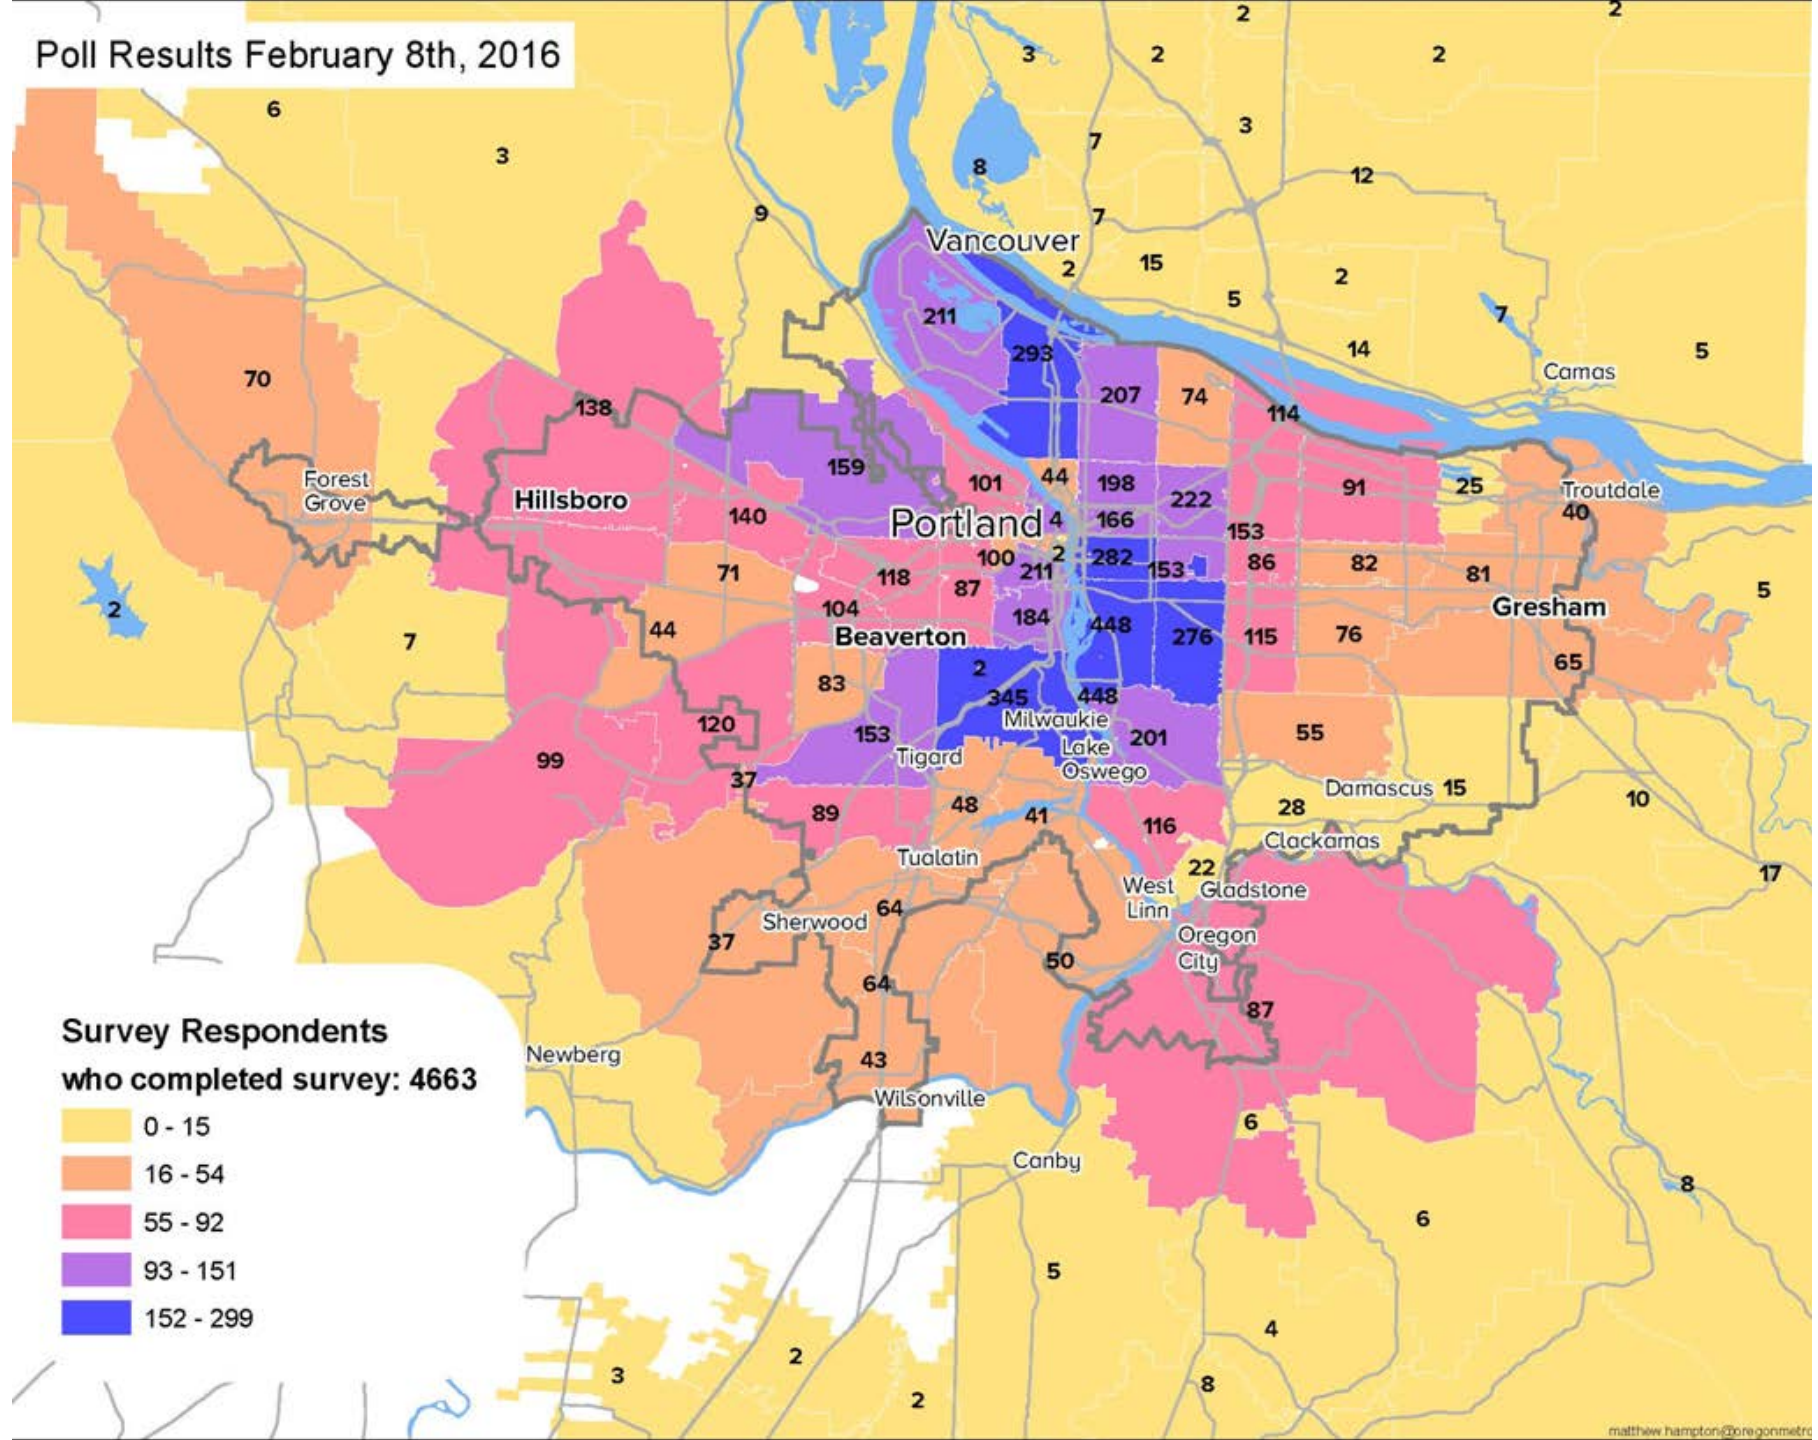 Poll Results February 8th, 2016
2
2
3
2
2
6
3
7
3
8
12
9
7
Vancouver
2
15
2
5
7
211
14
5
293
Camas
70
207
74
138
114
159
Forest
Grove
Hillsboro
101
44
198
222
91
25
Troutdale
40
140
Portland
4
166
153
71
118
100
2
211
282
153
86
82
81
87
2
104
184
5
Gresham
7
44
Beaverton
448
276
115
76
65
83
2
345
448
120
153
Milwaukie
201
55
99
Tigard
Lake
Oswego
37
89
48
41
116
28
Damascus
15
10
Clackamas
Tualatin
22
17
West
Linn
Gladstone
64
Sherwood
37
Oregon
City
50
64
87
43
Newberg
Wilsonville
6
Canby
8
6
5
4
2
3
2
8
Survey Respondents
who completed survey: 4663
0 - 15
16 - 54
55 - 92
93 - 151
152 - 299
matthew.hampton@oregonmetro